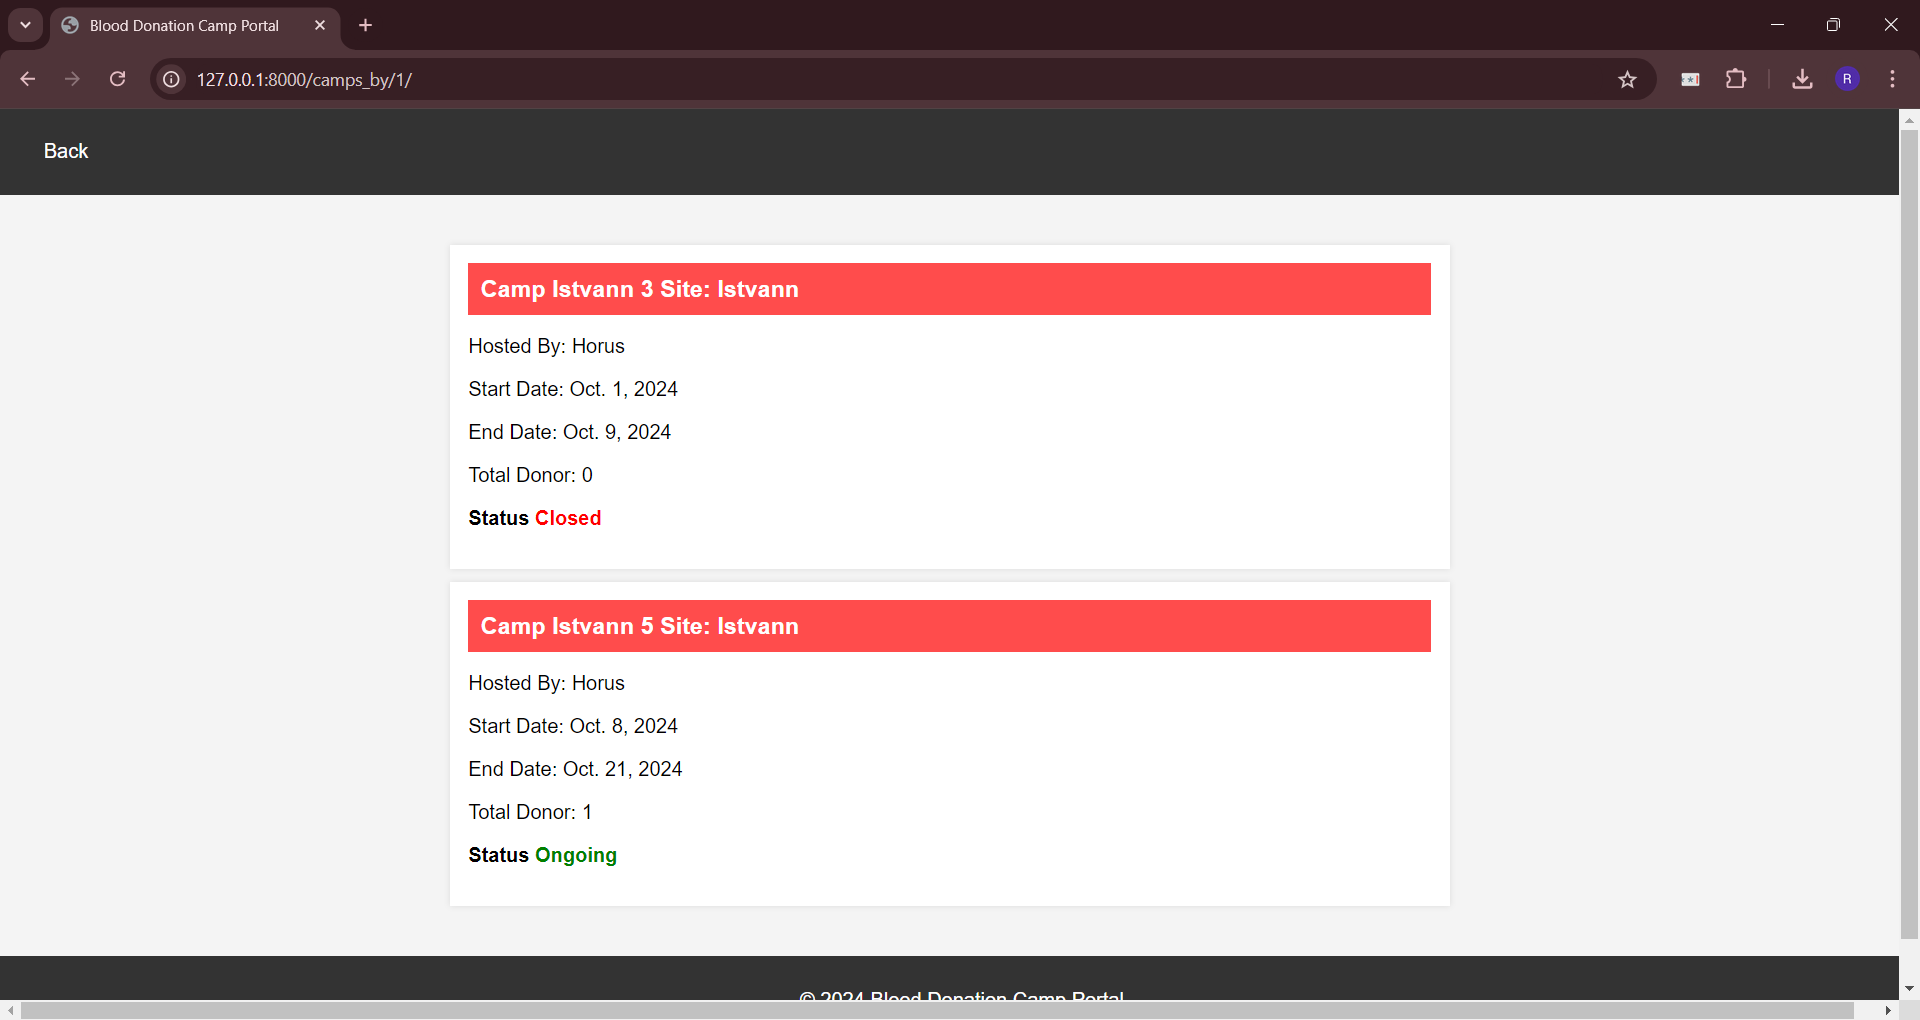 Blood Donation Camp Portal
127.0.0.1:8000/camps_by/1/
R
Back
Camp Istvann 3 Site: Istvann
Hosted By: Horus
Start Date: Oct. 1, 2024
End Date: Oct. 9, 2024
Total Donor: 0
Status Closed
Camp Istvann 5 Site: Istvann
Hosted By: Horus
Start Date: Oct. 8, 2024
End Date: Oct. 21, 2024
Total Donor: 1
Status Ongoing
© 2024 Blood Donation Camp Portal